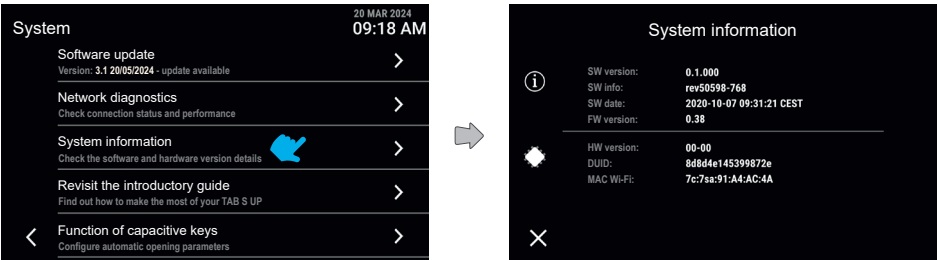 20 MAR 2024
System
09:18 AM
Software update
Version: 3.1 20/05/2024 - update available
Network diagnostics
Check connection status and performance
System information
Check the software and hardware version details
Revisit the introductory guide
Find out how to make the most of your TAB S UP
Function of capacitive keys
Configure automatic opening parameters
System information
SW version: 0.1.000
SW info: rev50598-768
SW date: 2020-10-07 09:31:21 CEST
FW version: 0.38
HW version: 00-00
DUID: 8d8d4e145399872e
MAC Wi-Fi: 7c:7sa:91:A4:AC:4A